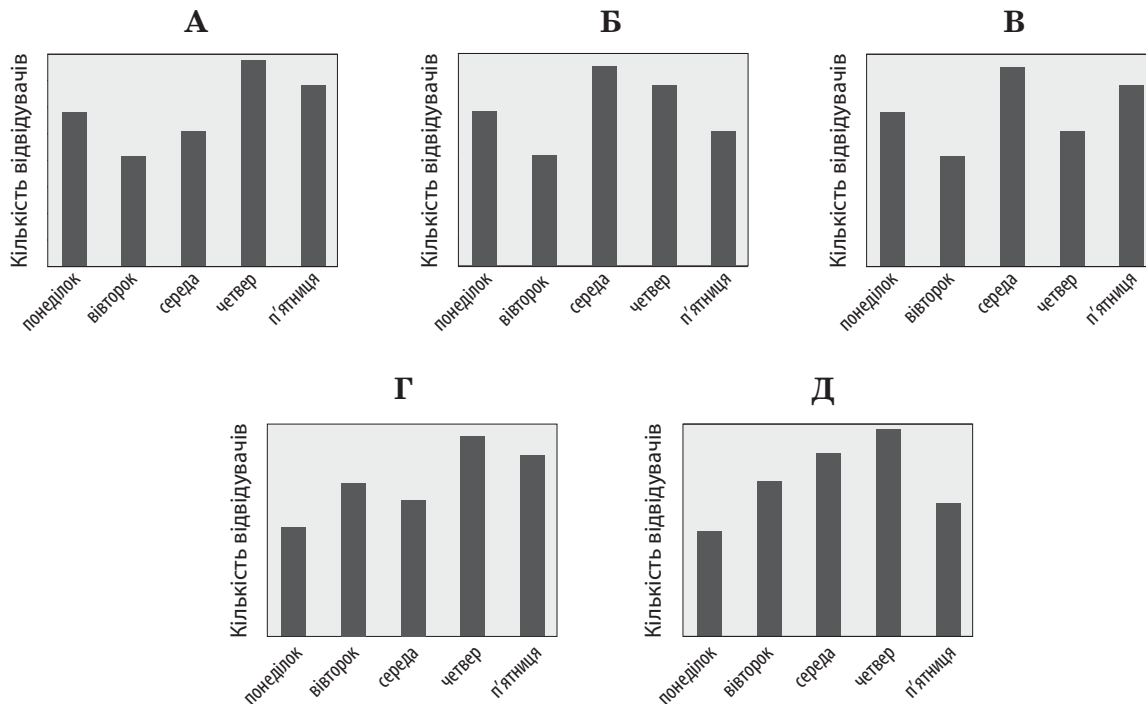 А
Кількість відвідувачів
понеділок
вівторок
середа
четвер
п’ятниця
Б
Кількість відвідувачів
понеділок
вівторок
середа
четвер
п’ятниця
В
Кількість відвідувачів
понеділок
вівторок
середа
четвер
п’ятниця
Г
Кількість відвідувачів
понеділок
вівторок
середа
четвер
п’ятниця
Д
Кількість відвідувачів
понеділок
вівторок
середа
четвер
п’ятниця